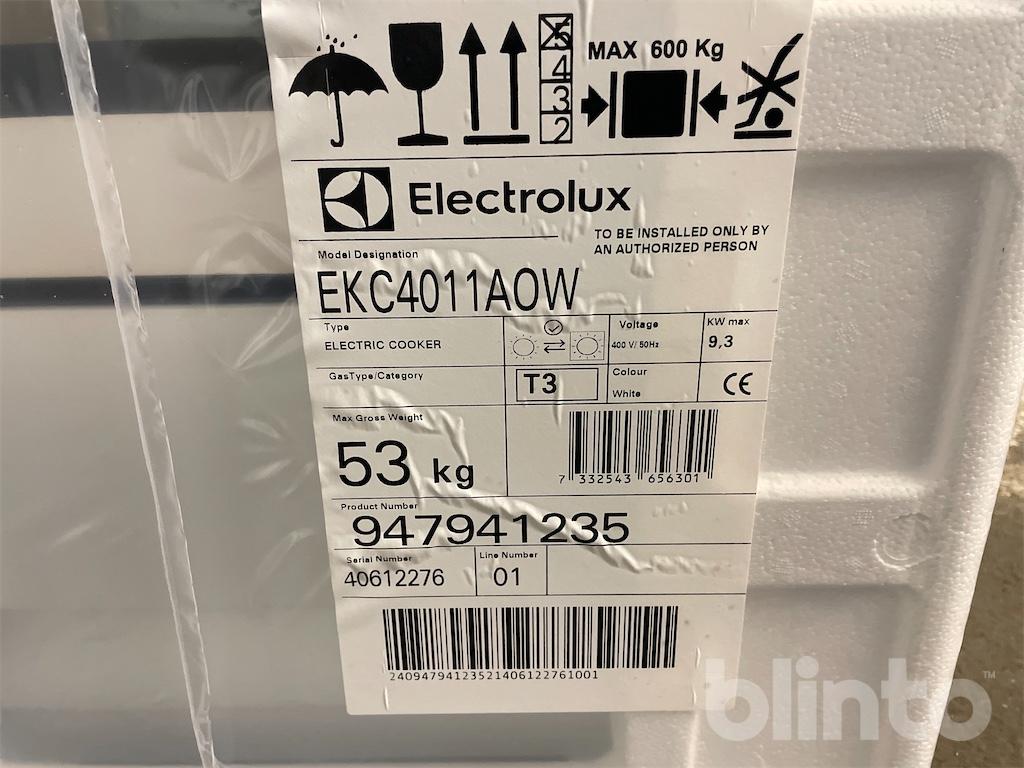 5
4
3
2
MAX 600 Kg
Electrolux
TO BE INSTALLED ONLY BY
AN AUTHORIZED PERSON
Model Designation
EKC4011AOW
Type
ELECTRIC COOKER
Voltage
400 V/ 50Hz
KW max
9,3
GasType/Category
T3
Colour
White
CE
Max Gross Weight
53 kg
7 332543 656301
Product Number
947941235
Serial Number
40612276
Line Number
01
24094794123521406122761001
blinto™